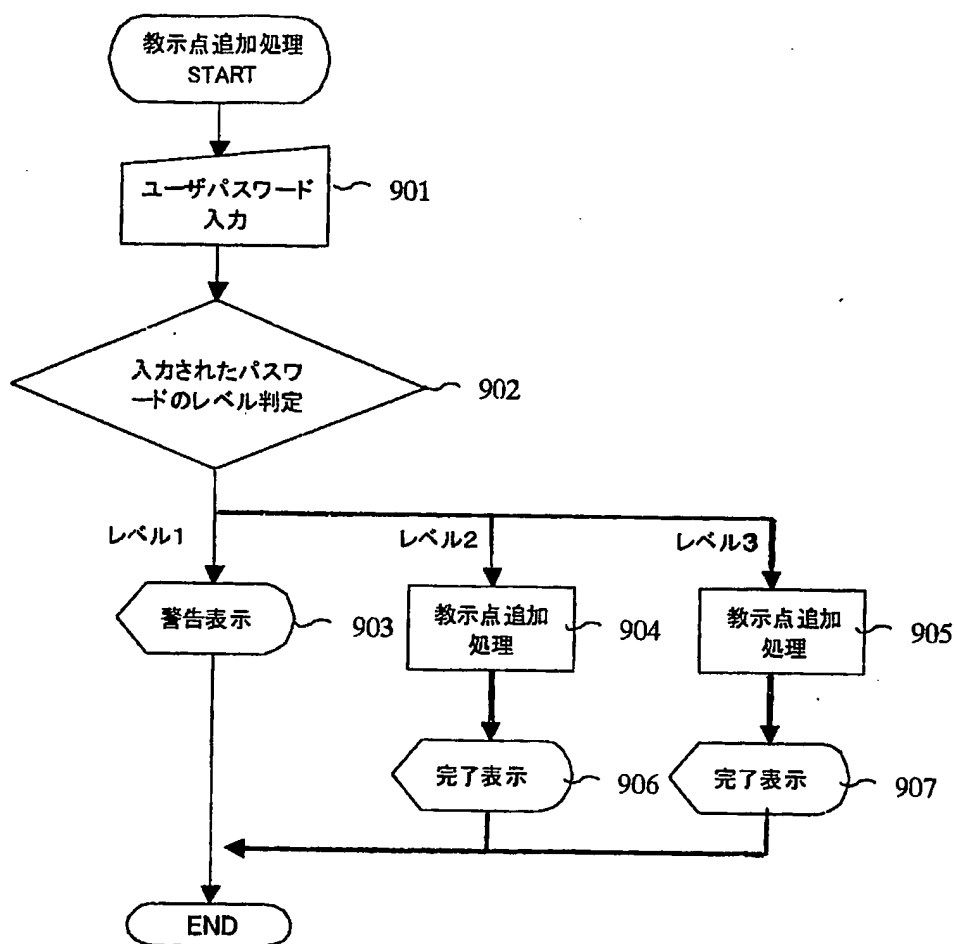 教示点追加処理
START
ユーザパスワード
入力
901
入力されたパスワ
ードのレベル判定
902
レベル1
レベル2
レベル3
警告表示
903
教示点追加
処理
904
教示点追加
処理
905
完了表示
906
完了表示
907
END